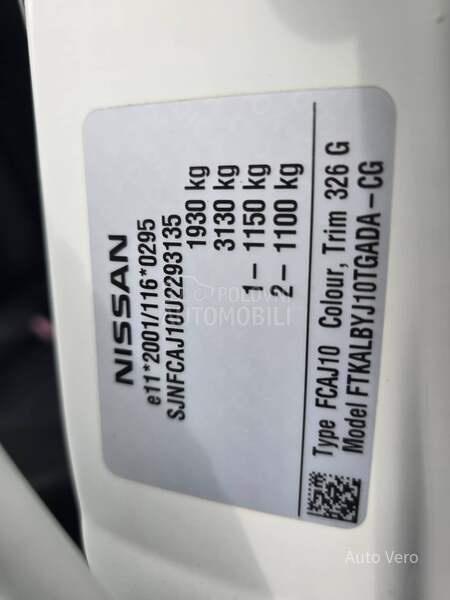 NISSAN
e11*2001/116*0295
SJNFCAJ10U2293135
1930 kg
3130 kg
1– 1150 kg
2– 1100 kg
Type FCAJ10 Colour, Trim 326 G
Model FTKALBYJ10TGADA–CG
POLOVNI
AUTOMOBILI
Auto Vero